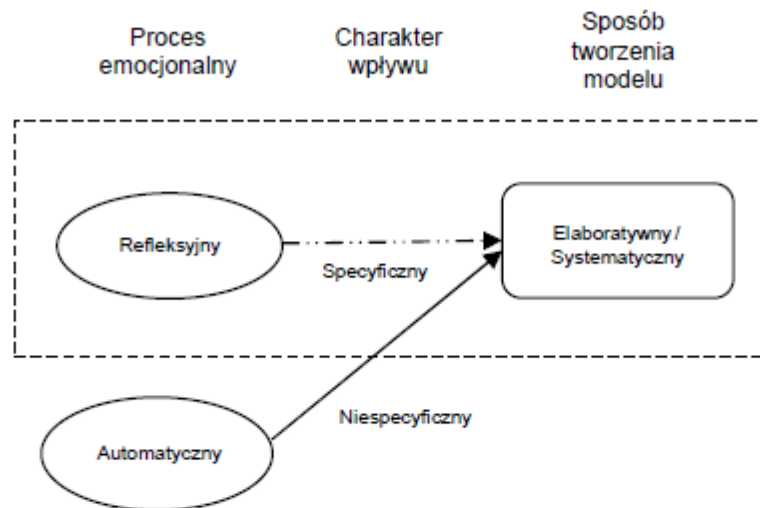 Proces
emocjonalny
Charakter
wpływu
Sposób
tworzenia
modelu
Refleksyjny
Specyficzny
Elaboratywny /
Systematyczny
Niespecyficzny
Automatyczny